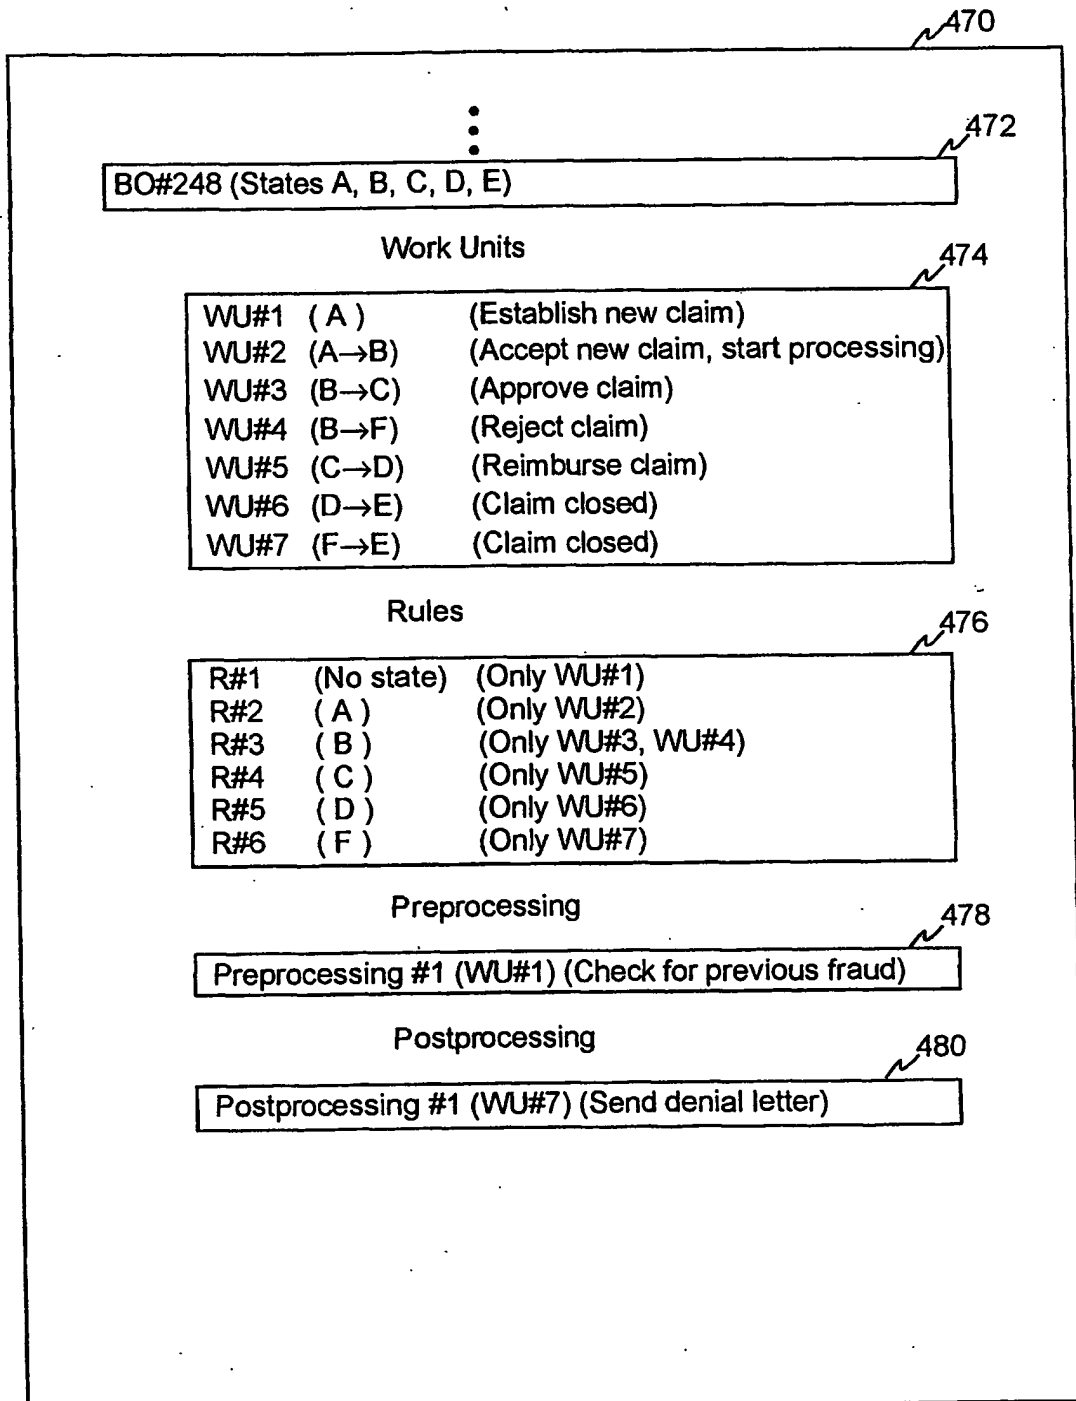 470
472
BO#248 (States A, B, C, D, E)
Work Units
474
WU#1 ( A ) (Establish new claim)
WU#2 (A→B) (Accept new claim, start processing)
WU#3 (B→C) (Approve claim)
WU#4 (B→F) (Reject claim)
WU#5 (C→D) (Reimburse claim)
WU#6 (D→E) (Claim closed)
WU#7 (F→E) (Claim closed)
Rules
476
R#1 (No state) (Only WU#1)
R#2 ( A ) (Only WU#2)
R#3 ( B ) (Only WU#3, WU#4)
R#4 ( C ) (Only WU#5)
R#5 ( D ) (Only WU#6)
R#6 ( F ) (Only WU#7)
Preprocessing
478
Preprocessing #1 (WU#1) (Check for previous fraud)
Postprocessing
480
Postprocessing #1 (WU#7) (Send denial letter)